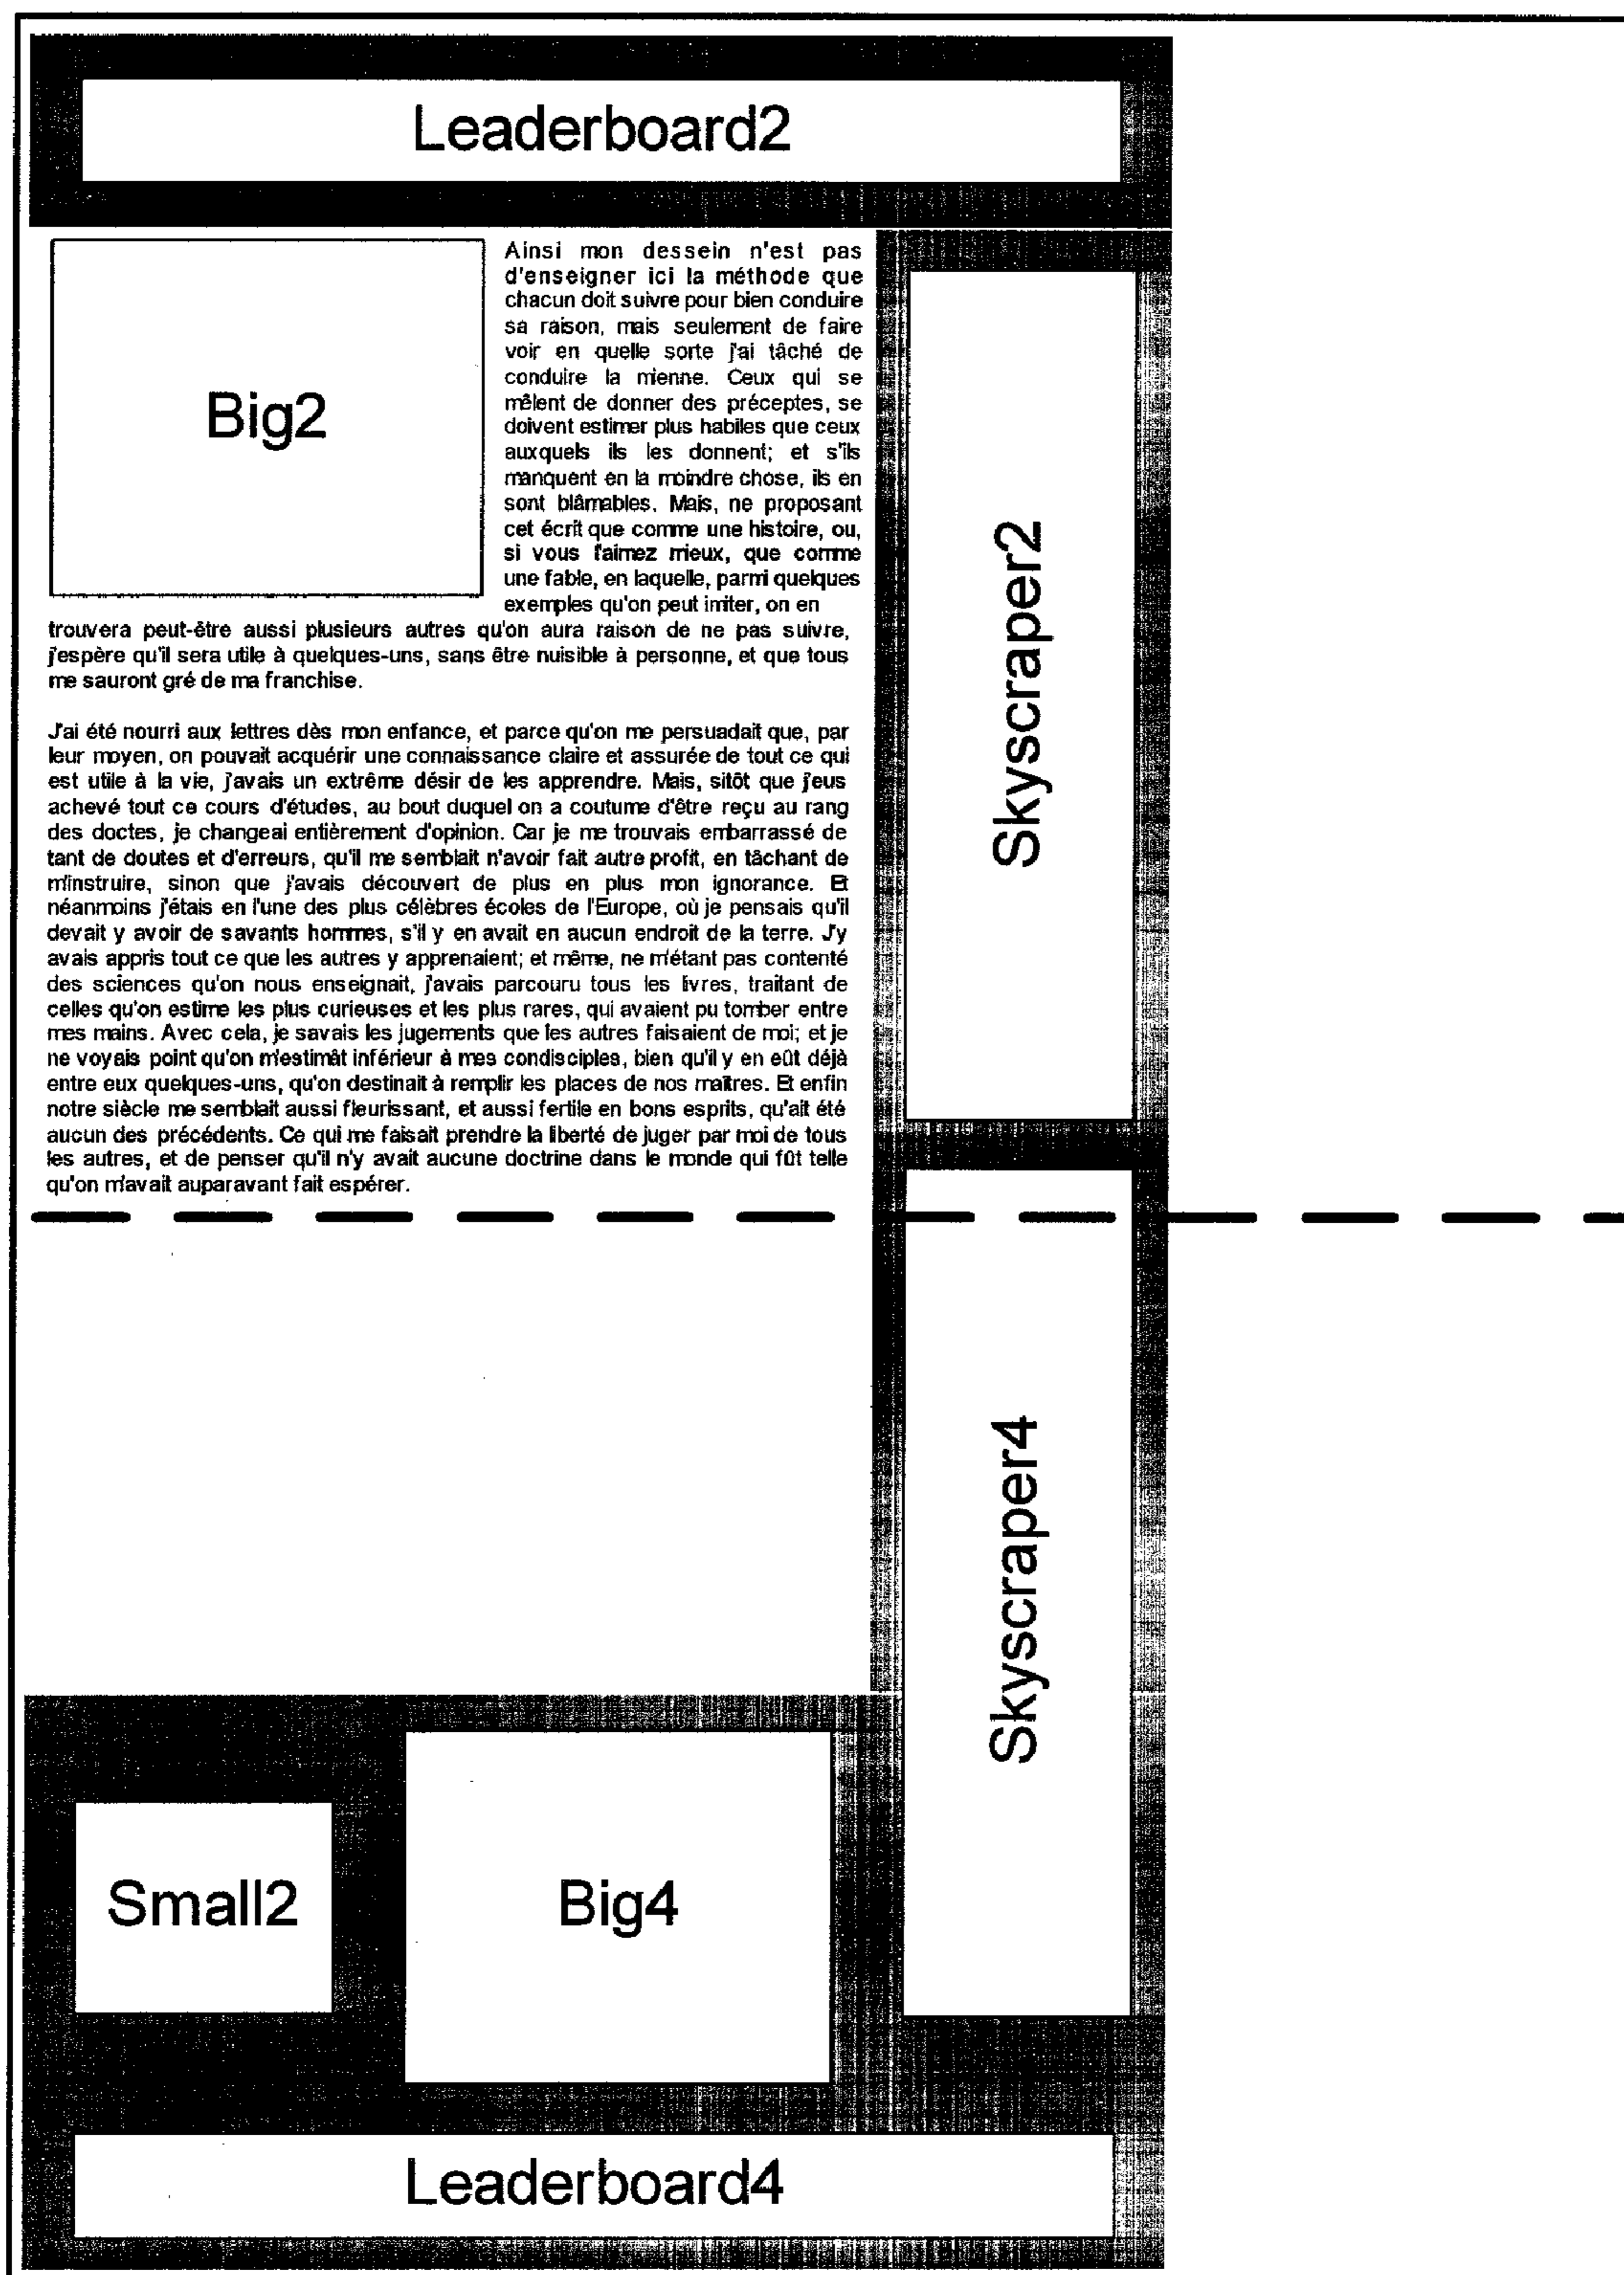 Leaderboard2
Big2
Ainsi mon dessein n'est pas
d'enseigner ici la méthode que
chacun doit suivre pour bien conduire
sa raison, mais seulement de faire
voir en quelle sorte j'ai tâché de
conduire la mienne. Ceux qui se
mêlent de donner des préceptes, se
doivent estimer plus habiles que ceux
auxquels ils les donnent; et s'ils
manquent en la moindre chose, ils en
sont blâmables. Mais, ne proposant
cet écrit que comme une histoire, ou,
si vous l'aimez mieux, que comme
une fable, en laquelle, parmi quelques
exemples qu'on peut imiter, on en
trouvera peut-être aussi plusieurs autres qu'on aura raison de ne pas suivre,
j'espère qu'il sera utile à quelques-uns, sans être nuisible à personne, et que tous
me sauront gré de ma franchise.
J'ai été nourri aux lettres dès mon enfance, et parce qu'on me persuadait que, par
leur moyen, on pouvait acquérir une connaissance claire et assurée de tout ce qui
est utile à la vie, j'avais un extrême désir de les apprendre. Mais, sitôt que j'eus
achevé tout ce cours d'études, au bout duquel on a coutume d'être reçu au rang
des doctes, je changeai entièrement d'opinion. Car je me trouvais embarrassé de
tant de doutes et d'erreurs, qu'il me semblait n'avoir fait autre profit, en tâchant de
m'instruire, sinon que j'avais découvert de plus en plus mon ignorance. Et
néanmoins j'étais en l'une des plus célèbres écoles de l'Europe, où je pensais qu'il
devait y avoir de savants hommes, s'il y en avait en aucun endroit de la terre. J'y
avais appris tout ce que les autres y apprenaient; et même, ne m'étant pas contenté
des sciences qu'on nous enseignait, j'avais parcouru tous les livres, traitant de
celles qu'on estime les plus curieuses et les plus rares, qui avaient pu tomber entre
mes mains. Avec cela, je savais les jugements que les autres faisaient de moi; et je
ne voyais point qu'on m'estimât inférieur à mes condisciples, bien qu'il y en eût déjà
entre eux quelques-uns, qu'on destinait à remplir les places de nos maîtres. Et enfin
notre siècle me semblait aussi fleurissant, et aussi fertile en bons esprits, qu'ait été
aucun des précédents. Ce qui me faisait prendre la liberté de juger par moi de tous
les autres, et de penser qu'il n'y avait aucune doctrine dans le monde qui fût telle
qu'on m'avait auparavant fait espérer.
Skyscraper2
Skyscraper4
Small2
Big4
Leaderboard4